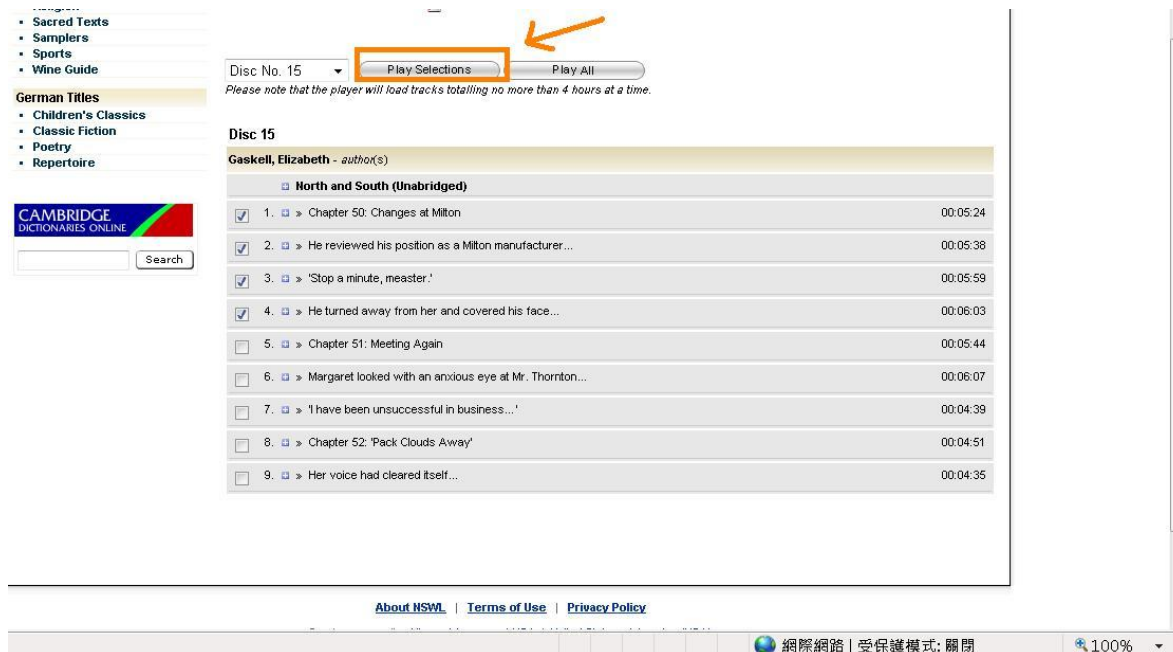 • Sacred Texts
• Samplers
• Sports
• Wine Guide
German Titles
• Children's Classics
• Classic Fiction
• Poetry
• Repertoire
CAMBRIDGE
DICTIONARIES ONLINE
Search
Disc No. 15
Play Selections
Play All
Please note that the player will load tracks totalling no more than 4 hours at a time.
Disc 15
Gaskell, Elizabeth - author(s)
North and South (Unabridged)
1. » Chapter 50: Changes at Milton 00:05:24
2. » He reviewed his position as a Milton manufacturer... 00:05:38
3. » 'Stop a minute, measter.' 00:05:59
4. » He turned away from her and covered his face... 00:06:03
5. » Chapter 51: Meeting Again 00:05:44
6. » Margaret looked with an anxious eye at Mr. Thornton... 00:06:07
7. » 'I have been unsuccessful in business...' 00:04:39
8. » Chapter 52: 'Pack Clouds Away' 00:04:51
9. » Her voice had cleared itself... 00:04:35
About NSWL | Terms of Use | Privacy Policy
網際網路 | 受保護模式: 關閉
100%